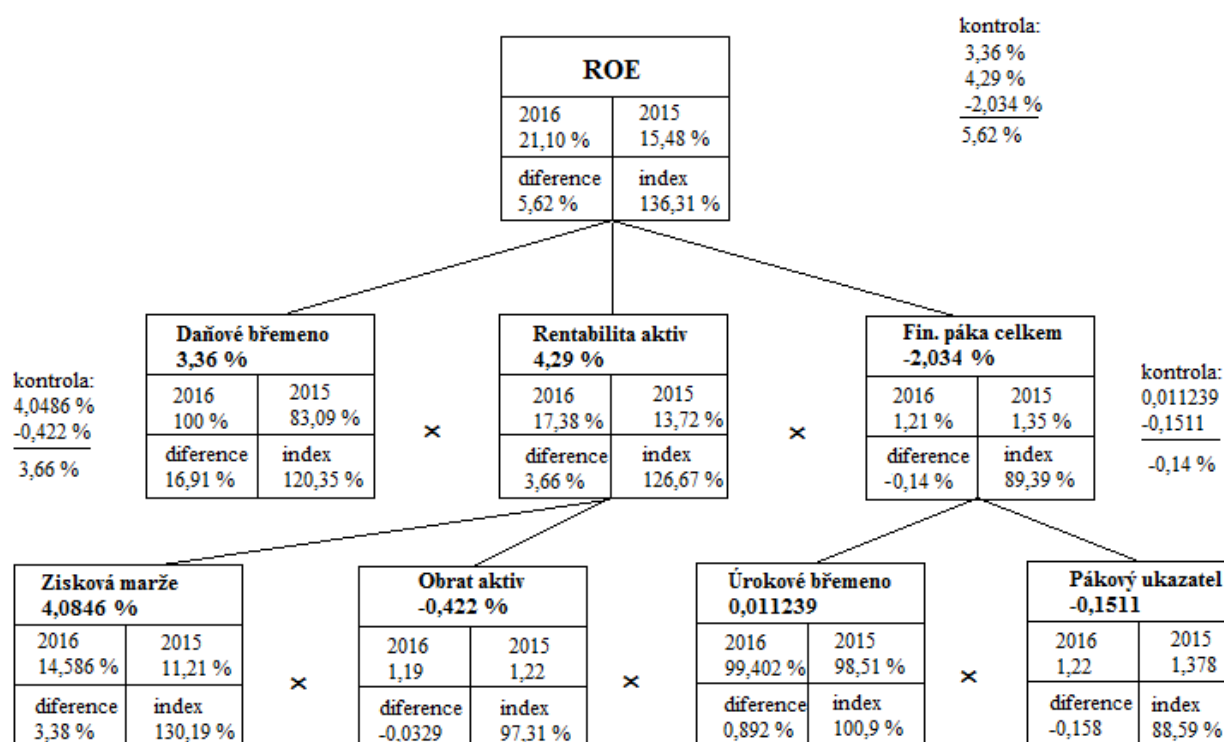 kontrola:
3,36 %
4,29 %
-2,034 %
5,62 %
ROE
2016 2015
21,10 % 15,48 %
diference index
5,62 % 136,31 %
kontrola:
4,0486 %
-0,422 %
3,66 %
Daňové břemeno
3,36 %
2016 2015
100 % 83,09 %
diference index
16,91 % 120,35 %
×
Rentabilita aktiv
4,29 %
2016 2015
17,38 % 13,72 %
diference index
3,66 % 126,67 %
×
Fin. páka celkem
-2,034 %
2016 2015
1,21 % 1,35 %
diference index
-0,14 % 89,39 %
kontrola:
0,011239
-0,1511
-0,14 %
Zisková marže
4,0846 %
2016 2015
14,586 % 11,21 %
diference index
3,38 % 130,19 %
×
Obrat aktiv
-0,422 %
2016 2015
1,19 1,22
diference index
-0,0329 97,31 %
×
Úrokové břemeno
0,011239
2016 2015
99,402 % 98,51 %
diference index
0,892 % 100,9 %
×
Pákový ukazatel
-0,1511
2016 2015
1,22 1,378
diference index
-0,158 88,59 %